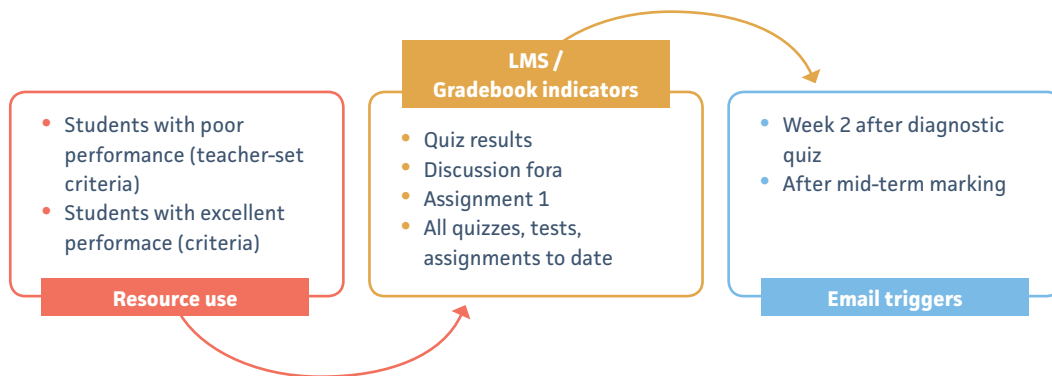 • Students with poor
performance (teacher-set
criteria)
• Students with excellent
performace (criteria)
Resource use
LMS /
Gradebook indicators
• Quiz results
• Discussion fora
• Assignment 1
• All quizzes, tests,
assignments to date
• Week 2 after diagnostic
quiz
• After mid-term marking
Email triggers